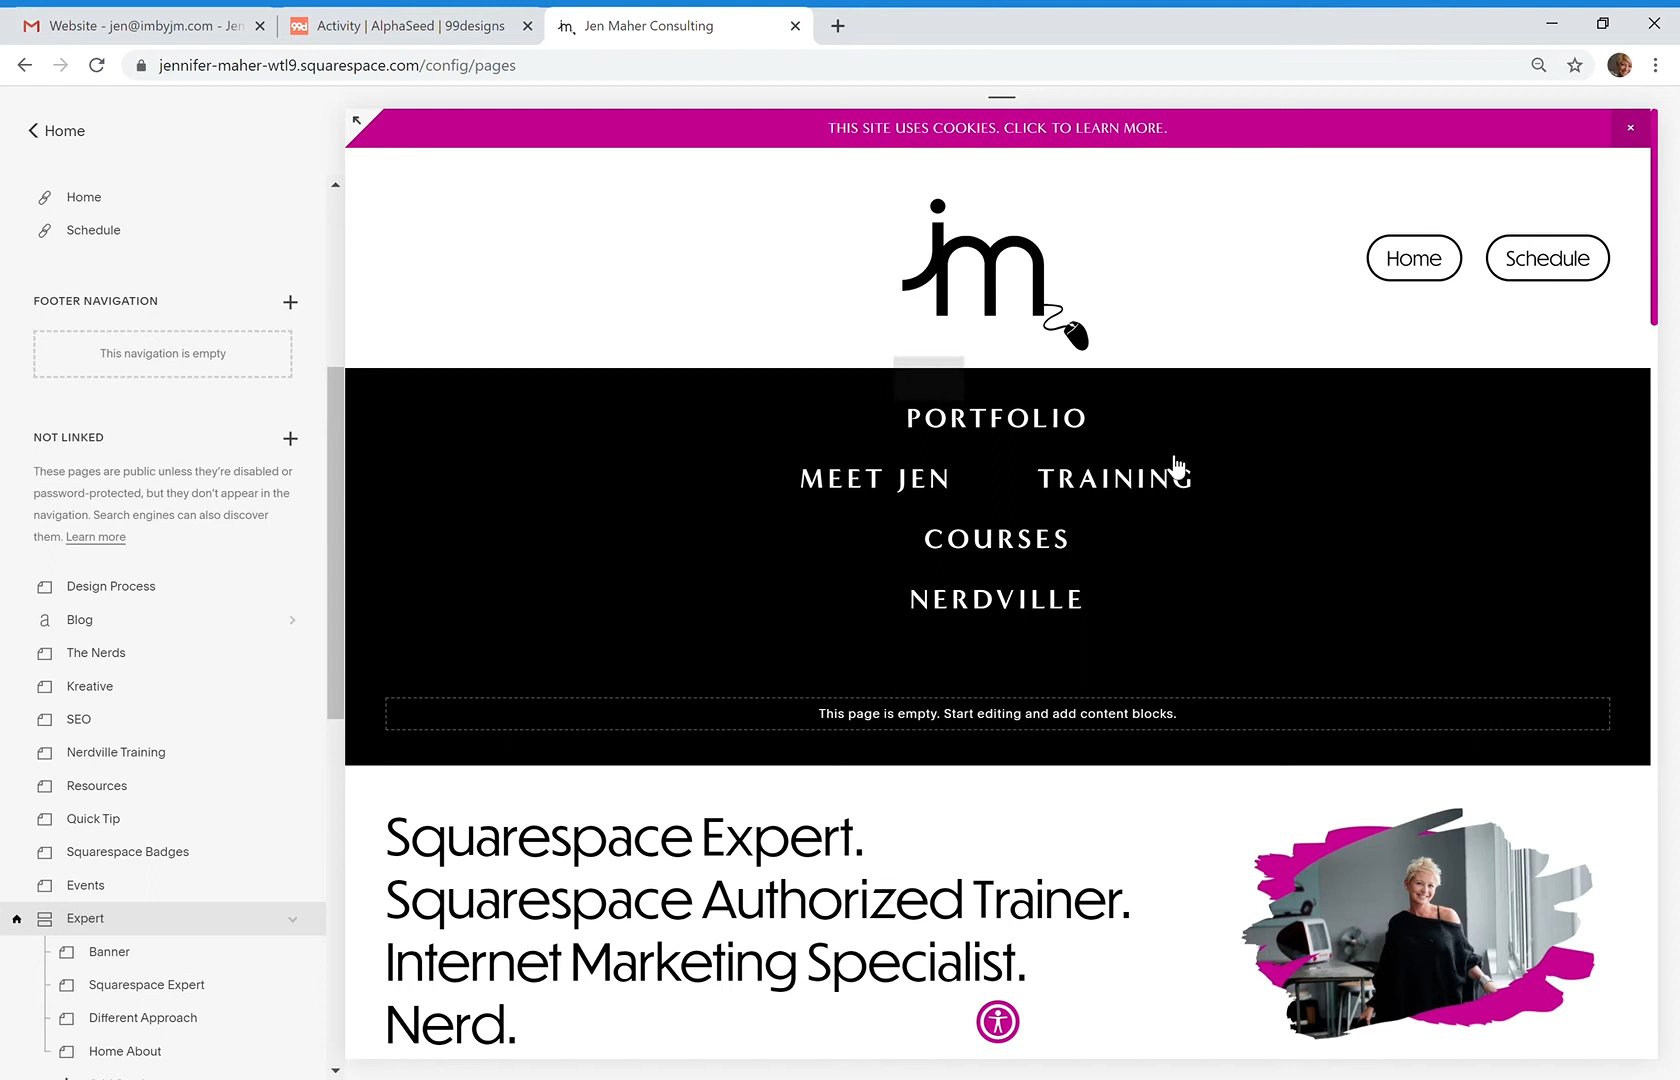 Website - jen@imbyjm.com - Jen
Activity | AlphaSeed | 99designs
Jen Maher Consulting
jennifer-maher-wtl9.squarespace.com/config/pages
Home
THIS SITE USES COOKIES. CLICK TO LEARN MORE.
Home
Schedule
jm
Home
Schedule
FOOTER NAVIGATION
This navigation is empty
PORTFOLIO
MEET JEN
TRAINING
COURSES
NERDVILLE
NOT LINKED
These pages are public unless they're disabled or
password-protected, but they don't appear in the
navigation. Search engines can also discover
them. Learn more
Design Process
Blog
The Nerds
Kreative
SEO
Nerdville Training
Resources
Quick Tip
Squarespace Badges
Events
Expert
Banner
Squarespace Expert
Different Approach
Home About
This page is empty. Start editing and add content blocks.
Squarespace Expert.
Squarespace Authorized Trainer.
Internet Marketing Specialist.
Nerd.